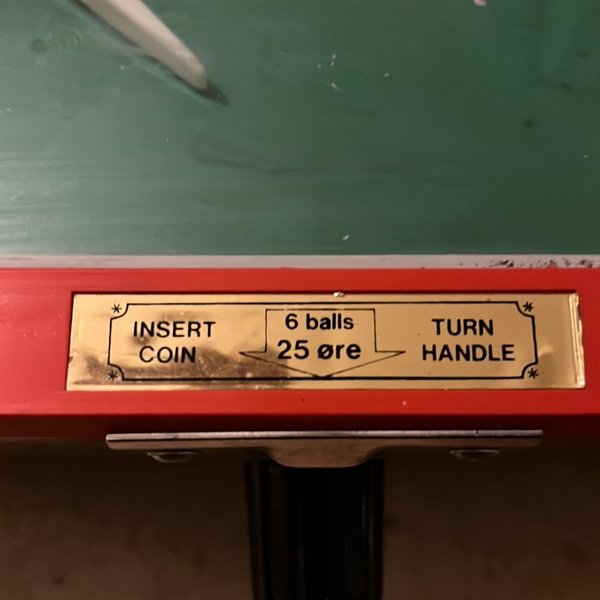 INSERT
COIN
6 balls
25 øre
TURN
HANDLE